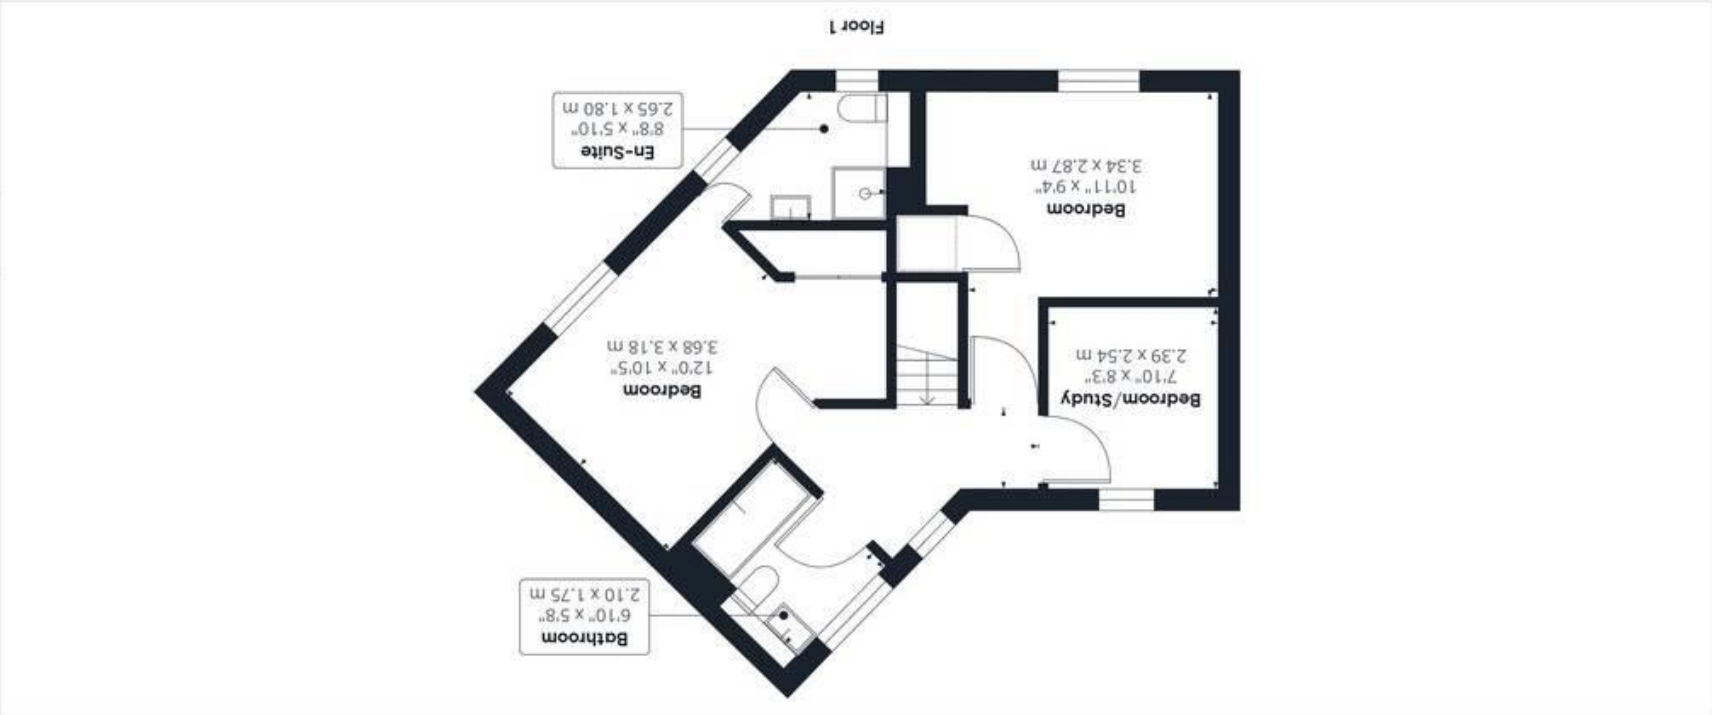 Bathroom
6'10" x 5'8"
2.10 x 1.75 m
Bedroom/Study
7'10" x 8'3"
2.39 x 2.54 m
Bedroom
12'0" x 10'5"
3.68 x 3.18 m
Bedroom
10'11" x 9'4"
3.34 x 2.87 m
En-Suite
8'8" x 5'10"
2.65 x 1.80 m
Floor 1